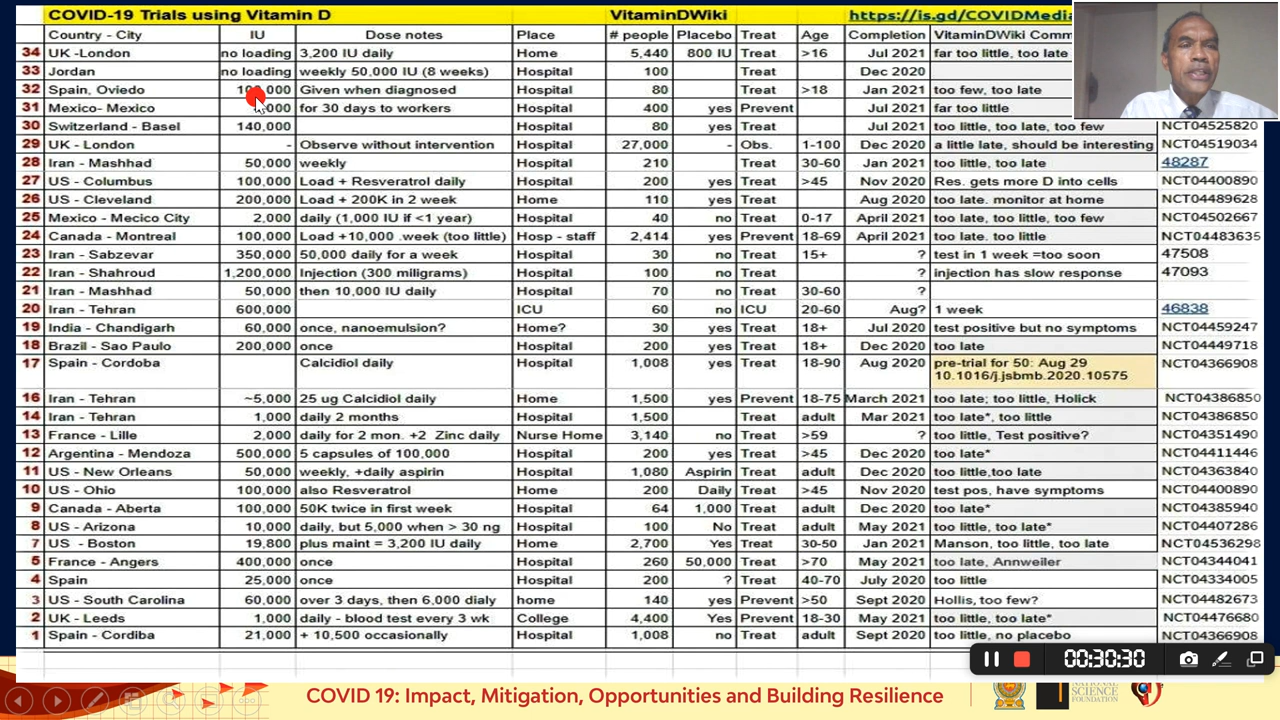 COVID-19 Trials using Vitamin D VitaminDWiki https://is.gd/COVIDMedia
Country - City IU Dose notes Place # people Placebo Treat Age Completion VitaminDWiki Comm
34 UK -London no loading 3,200 IU daily Home 5,440 800 IU Treat >16 Jul 2021 far too little, too late
33 Jordan no loading weekly 50,000 IU (8 weeks) Hospital 100 Treat Dec 2020
32 Spain, Oviedo Given when diagnosed Hospital 80 Treat >18 Jan 2021 too few, too late
31 Mexico- Mexico for 30 days to workers Hospital 400 yes Prevent Jul 2021 far too little
30 Switzerland - Basel 140,000 Hospital 80 yes Treat Jul 2021 too little, too late, too few NCT04525820
29 UK - London - Observe without intervention Hospital 27,000 - Obs. 1-100 Dec 2020 a little late, should be interesting NCT04519034
28 Iran - Mashhad 50,000 weekly Hospital 210 Treat 30-60 Jan 2021 too little, too late 48287
27 US - Columbus 100,000 Load + Resveratrol daily Hospital 200 yes Treat >45 Nov 2020 Res. gets more D into cells NCT04400890
26 US - Cleveland 200,000 Load + 200K in 2 week Home 110 yes Treat Aug 2020 too late. monitor at home NCT04489628
25 Mexico - Mecico City 2,000 daily (1,000 IU if <1 year) Hospital 40 no Treat 0-17 April 2021 too late, too little, too few NCT04502667
24 Canada - Montreal 100,000 Load +10,000 .week (too little) Hosp - staff 2,414 yes Prevent 18-69 April 2021 too late. too little NCT04483635
23 Iran - Sabzevar 350,000 50,000 daily for a week Hospital 30 no Treat 15+ ? test in 1 week =too soon 47508
22 Iran - Shahroud 1,200,000 Injection (300 miligrams) Hospital 100 no Treat ? injection has slow response 47093
21 Iran - Mashhad 50,000 then 10,000 IU daily Hospital 70 no Treat 30-60 ?
20 Iran - Tehran 600,000 ICU 60 no ICU 20-60 Aug? 1 week 46838
19 India - Chandigarh 60,000 once, nanoemulsion? Home? 30 yes Treat 18+ Jul 2020 test positive but no symptoms NCT04459247
18 Brazil - Sao Paulo 200,000 once Hospital 200 yes Treat 18+ Dec 2020 too late NCT04449718
17 Spain - Cordoba Calcidiol daily Hospital 1,008 yes Treat 18-90 Aug 2020 pre-trial for 50: Aug 29 NCT04366908
10.1016/j.jsbmb.2020.10575
16 Iran - Tehran ~5,000 25 ug Calcidiol daily Home 1,500 yes Prevent 18-75 March 2021 too late; too little, Holick NCT04386850
14 Iran - Tehran 1,000 daily 2 months Hospital 1,500 Treat adult Mar 2021 too late*, too little NCT04386850
13 France - Lille 2,000 daily for 2 mon. +2 Zinc daily Nurse Home 3,140 no Treat >59 ? too little, Test positive? NCT04351490
12 Argentina - Mendoza 500,000 5 capsules of 100,000 Hospital 200 yes Treat >45 Dec 2020 too late* NCT04411446
11 US - New Orleans 50,000 weekly, +daily aspirin Hospital 1,080 Aspirin Treat adult Dec 2020 too little,too late NCT04363840
10 US - Ohio 100,000 also Resveratrol Home 200 Daily Treat >45 Nov 2020 test pos, have symptoms NCT04400890
9 Canada - Aberta 100,000 50K twice in first week Home 64 1,000 Treat adult Dec 2020 too late* NCT04385940
8 US - Arizona 10,000 daily, but 5,000 when > 30 ng Hospital 100 No Treat adult May 2021 too little, too late* NCT04407286
7 US - Boston 19,800 plus maint = 3,200 IU daily Home 2,700 Yes Treat 30-50 Jan 2021 Manson, too little, too late NCT04536298
5 France - Angers 400,000 once Hospital 260 50,000 Treat >70 May 2021 too late, Annweiler NCT04344041
4 Spain 25,000 once Hospital 200 ? Treat 40-70 July 2020 too little NCT04334005
3 US - South Carolina 60,000 over 3 days, then 6,000 dialy home 140 yes Prevent >50 Sept 2020 Hollis, too few? NCT04482673
2 UK - Leeds 1,000 daily - blood test every 3 wk College 4,400 Yes Prevent 18-30 May 2021 too little, too late* NCT04476680
1 Spain - Cordiba 21,000 + 10,500 occasionally Hospital 1,008 no Treat adult Sept 2020 too little, no placebo NCT04366908
00:30:30
COVID 19: Impact, Mitigation, Opportunities and Building Resilience
NATIONAL
SCIENCE
FOUNDATION